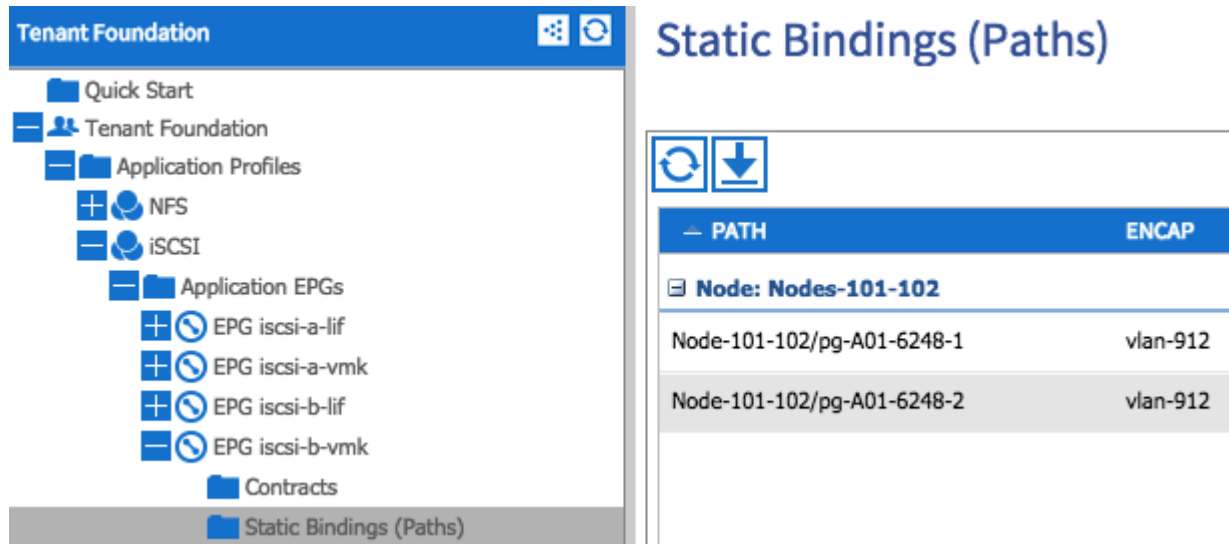 Tenant Foundation
Quick Start
Tenant Foundation
Application Profiles
NFS
iSCSI
Application EPGs
EPG iscsi-a-lif
EPG iscsi-a-vmk
EPG iscsi-b-lif
EPG iscsi-b-vmk
Contracts
Static Bindings (Paths)
Static Bindings (Paths)
PATH ENCAP
Node: Nodes-101-102
Node-101-102/pg-A01-6248-1 vlan-912
Node-101-102/pg-A01-6248-2 vlan-912